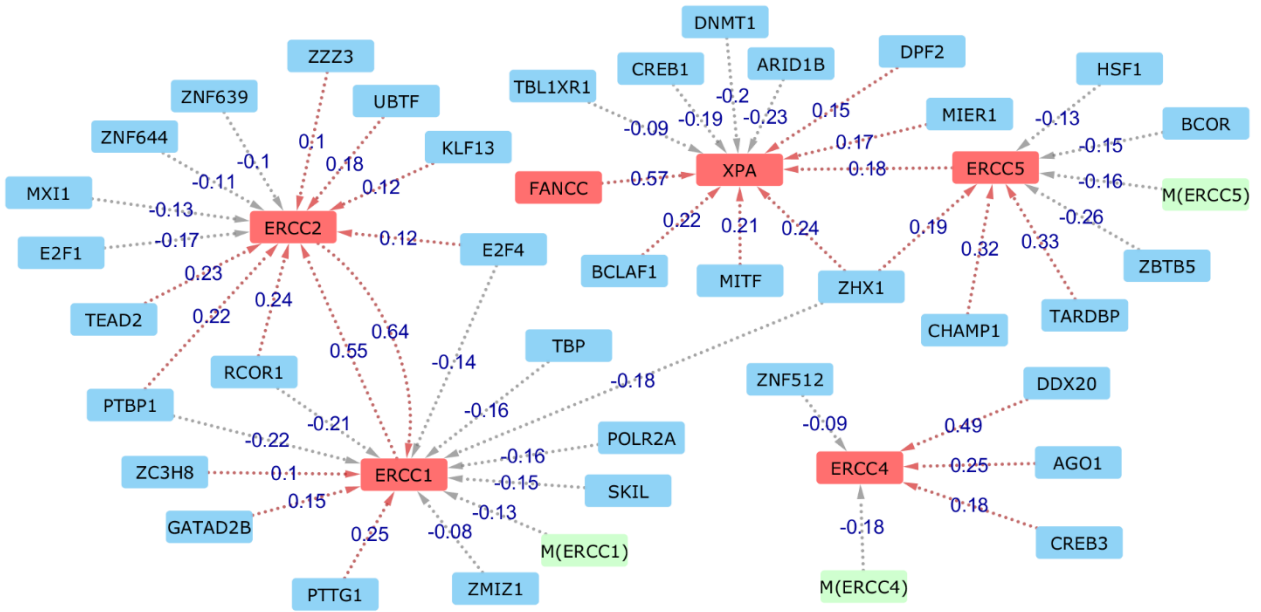 DNMT1
ZZZ3
DPF2
CREB1
ARID1B
HSF1
TBL1XR1
ZNF639
UBTF
-0.2
-0.19
-0.23
0.15
MIER1
BCOR
ZNF644
-0.09
-0.13
0.1
0.18
KLF13
0.17
-0.15
-0.1
XPA
0.18
ERCC5
MXI1
-0.11
0.12
FANCC
0.57
-0.16
M(ERCC5)
-0.13
ERCC2
0.22
0.21
0.24
0.19
-0.26
E2F1
-0.17
0.12
E2F4
0.32
0.33
ZBTB5
0.23
BCLAF1
MITF
ZHX1
0.24
TEAD2
0.22
CHAMP1
TARDBP
0.64
0.55
TBP
-0.14
RCOR1
-0.18
ZNF512
DDX20
PTBP1
-0.16
-0.21
-0.09
0.49
-0.22
POLR2A
-0.16
ZC3H8
0.1
ERCC1
ERCC4
0.25
AGO1
-0.15
SKIL
0.15
-0.13
0.18
GATAD2B
0.25
-0.08
-0.18
M(ERCC1)
CREB3
PTTG1
ZMIZ1
M(ERCC4)